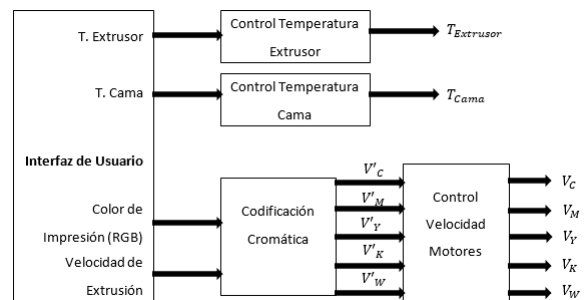 T. Extrusor
Control Temperatura
Extrusor
T_Extrusor
T. Cama
Control Temperatura
Cama
T_Cama
Interfaz de Usuario
Color de
Impresión (RGB)
Velocidad de
Extrusión
Codificación
Cromática
V'_C
V'_M
V'_Y
V'_K
V'_W
Control
Velocidad
Motores
V_C
V_M
V_Y
V_K
V_W